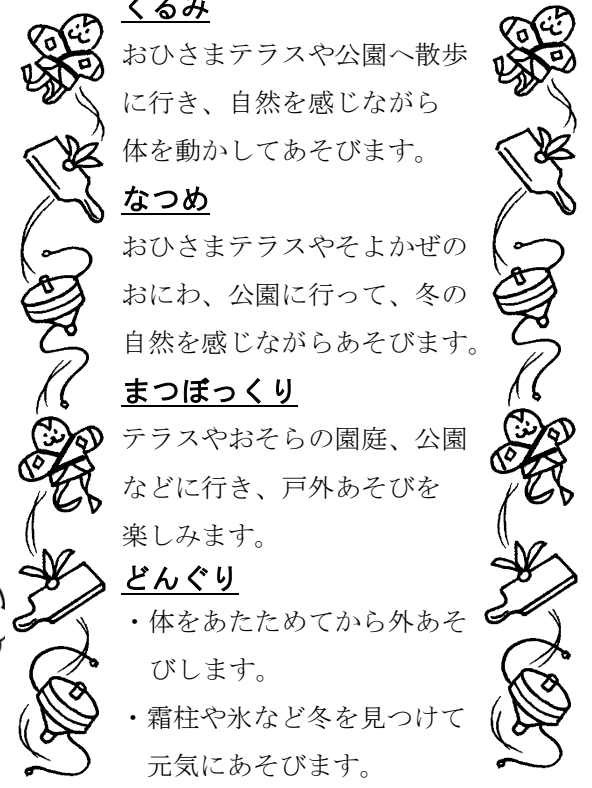 くるみ
おひさまテラスや公園へ散歩
に行き、自然を感じながら
体を動かしてあそびます。
なつめ
おひさまテラスやそよかぜの
おにわ、公園に行って、冬の
自然を感じながらあそびます。
まつぼっくり
テラスやおそらの園庭、公園
などに行き、戸外あそびを
楽しみます。
どんぐり
・体をあたためてから外あそ
びします。
・霜柱や氷など冬を見つけて
元気にあそびます。